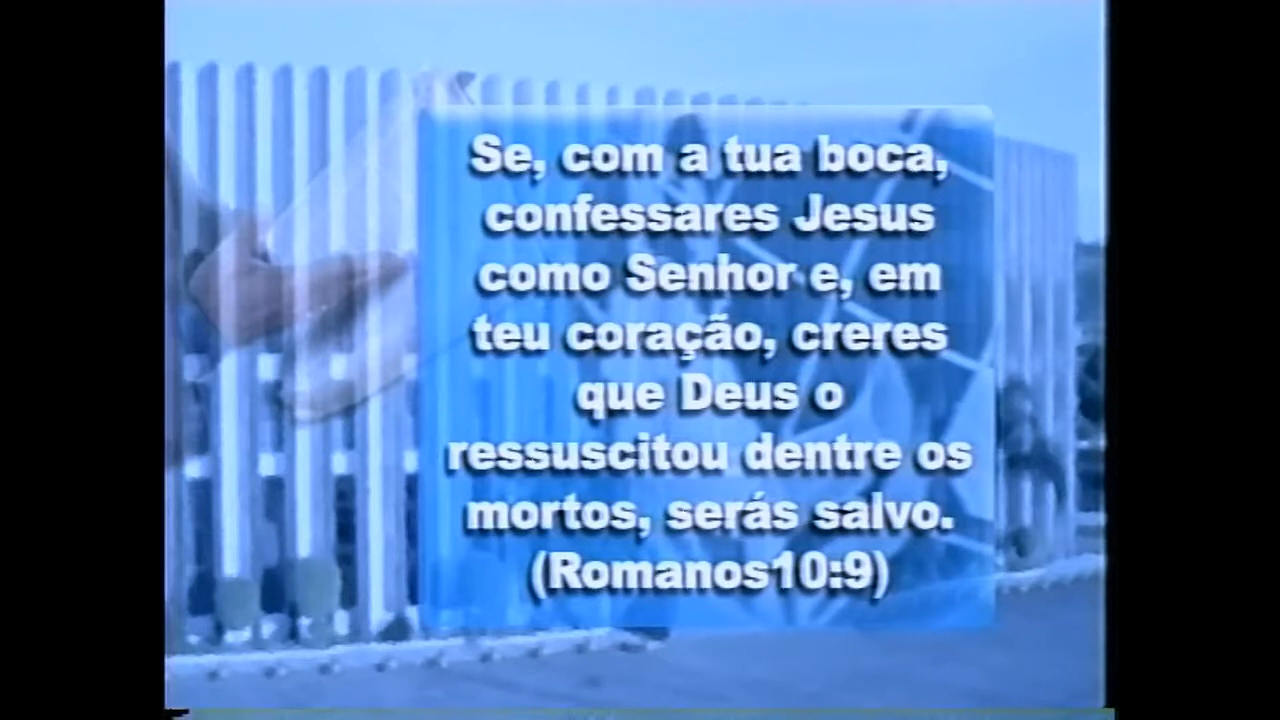 Se, com a tua boca,
confessares Jesus
como Senhor e, em
teu coração, creres
que Deus o
ressuscitou dentre os
mortos, serás salvo.
(Romanos10:9)